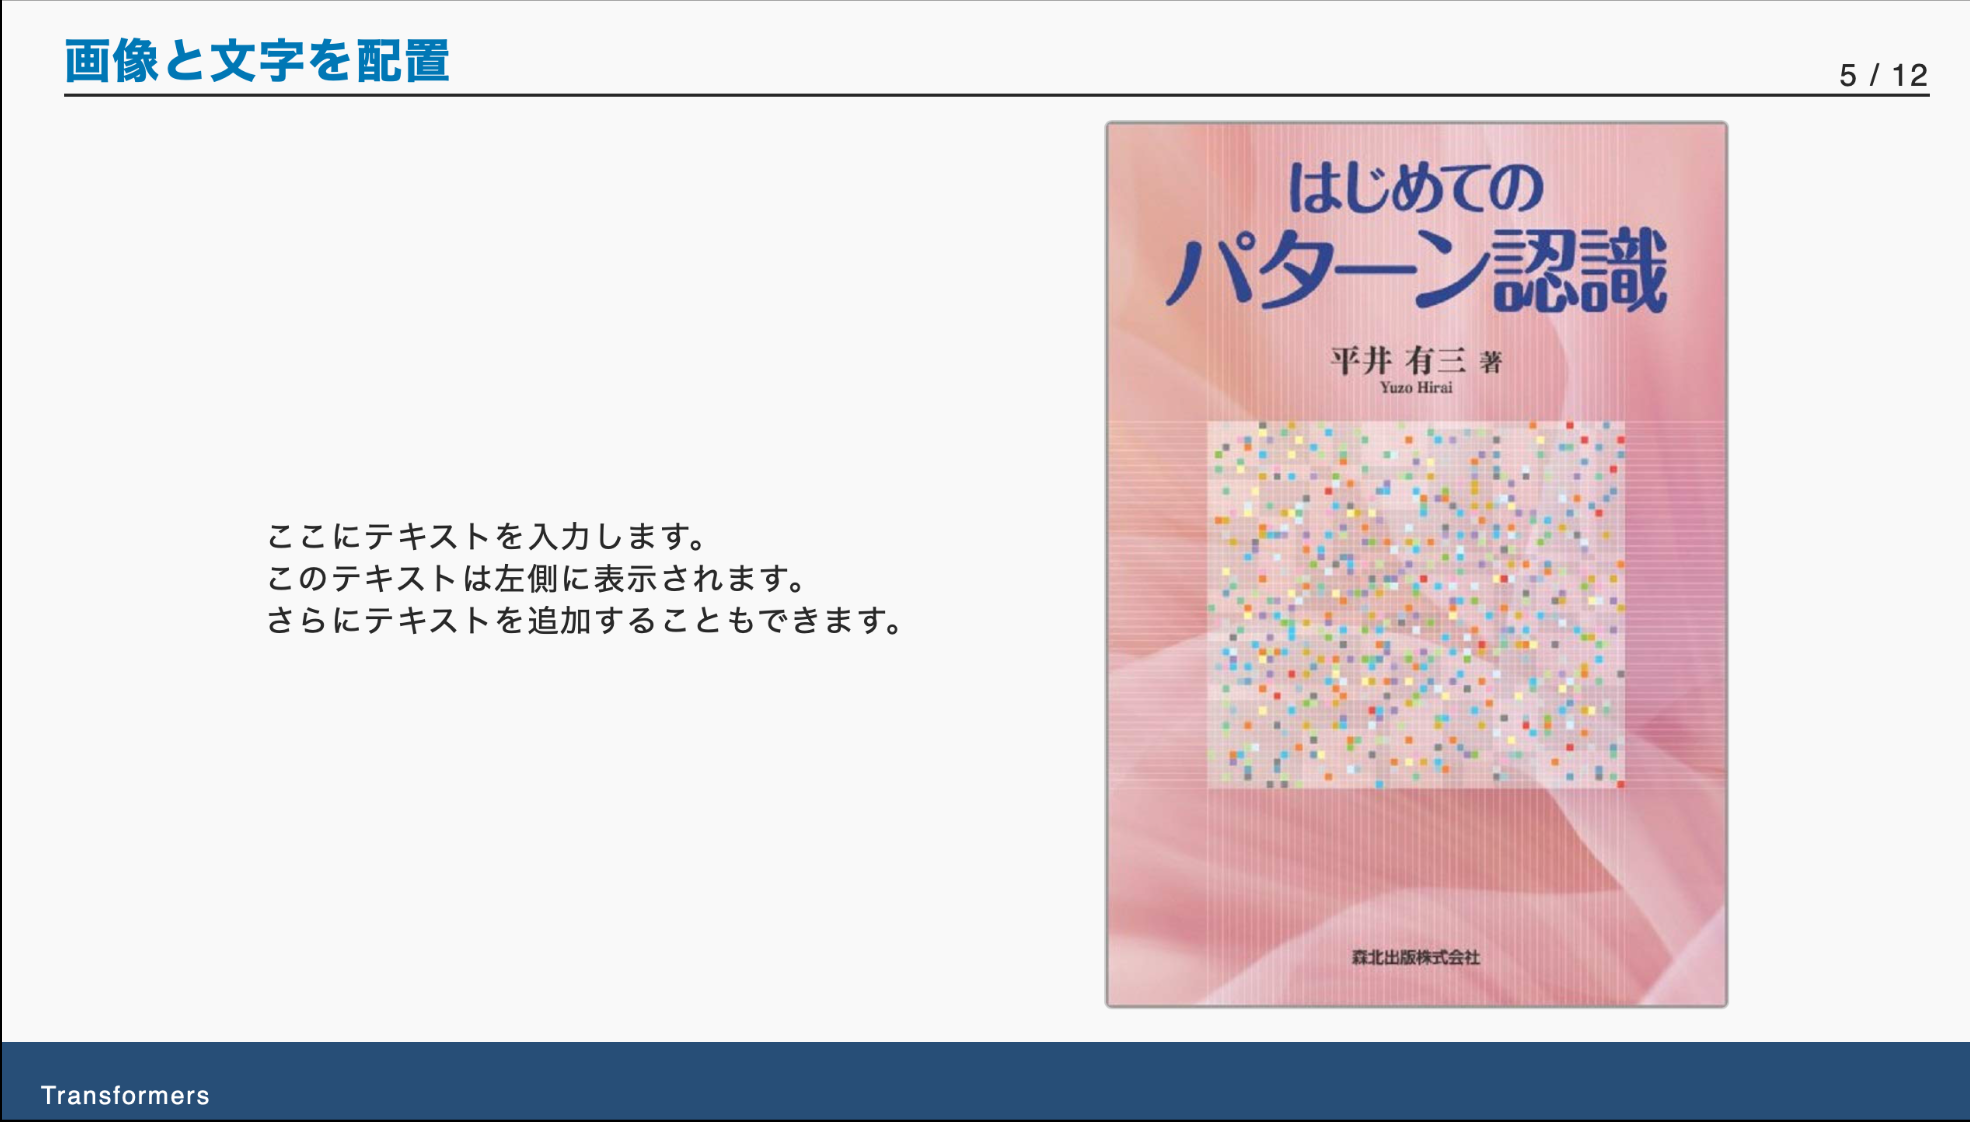 画像と文字を配置
5 / 12
ここにテキストを入力します。
このテキストは左側に表示されます。
さらにテキストを追加することもできます。
はじめての
パターン認識
平井 有三 著
Yuzo Hirai
森北出版株式会社
Transformers